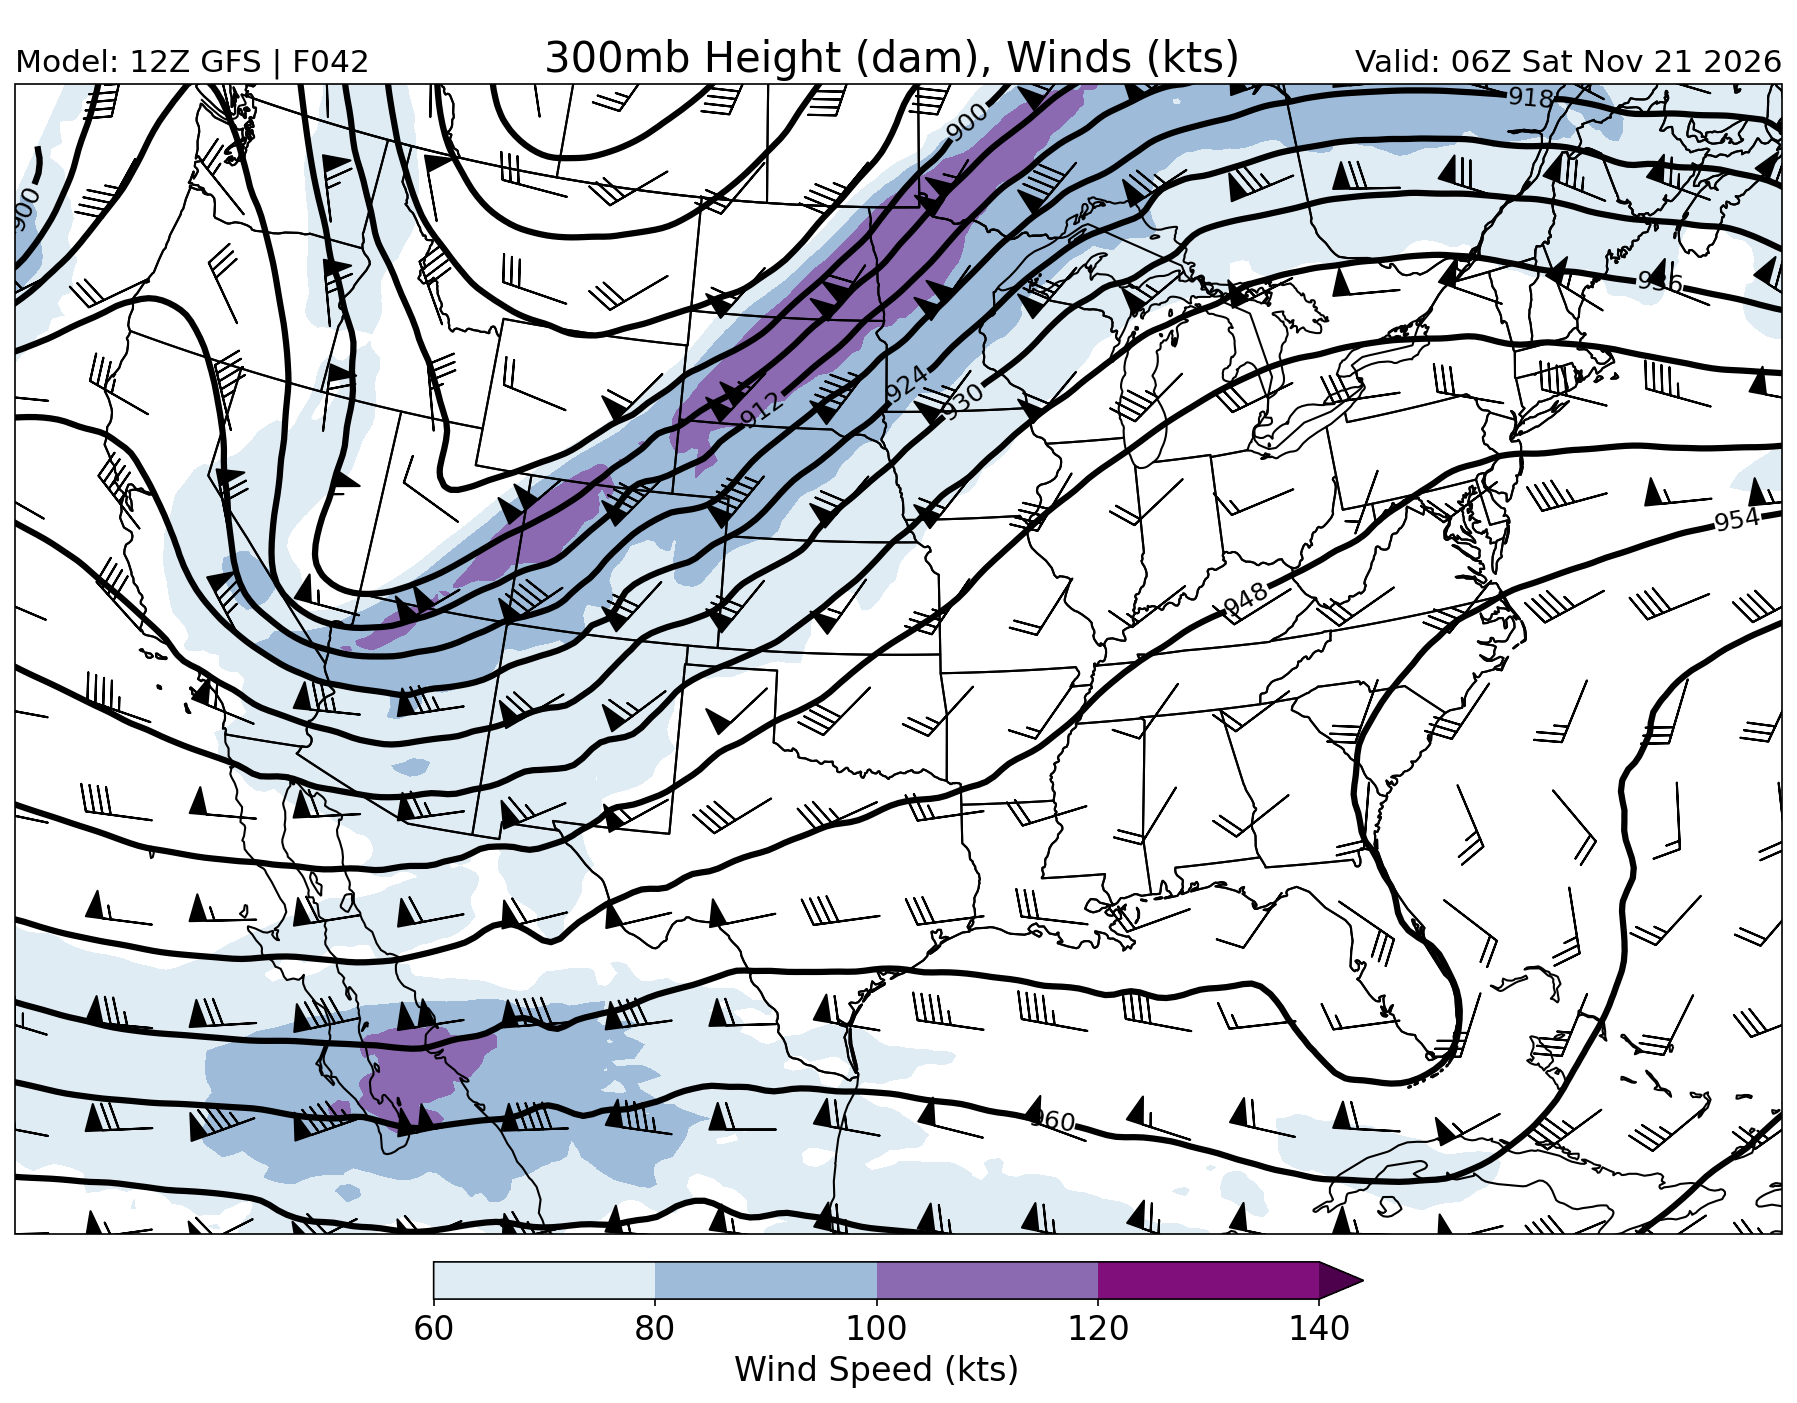 Model: 12Z GFS | F042
300mb Height (dam), Winds (kts)
Valid: 06Z Sat Nov 21 2026
918
900
900
936
912
924
930
954
948
960
60 80 100 120 140
Wind Speed (kts)